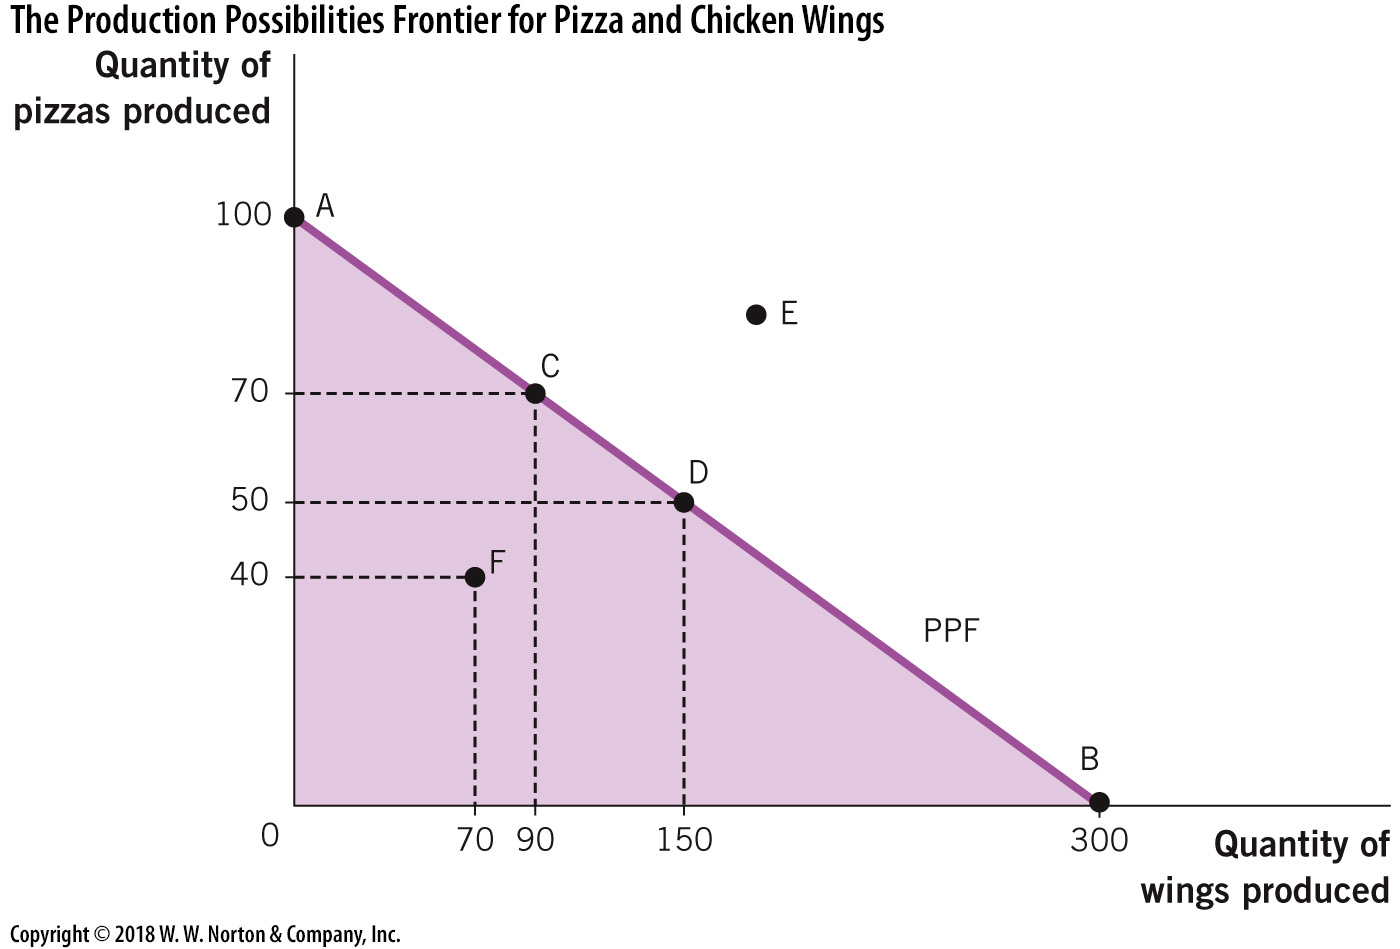 The Production Possibilities Frontier for Pizza and Chicken Wings
Quantity of
pizzas produced
100
A
E
C
70
D
50
F
40
PPF
B
0
70
90
150
300
Quantity of
wings produced
Copyright © 2018 W. W. Norton & Company, Inc.